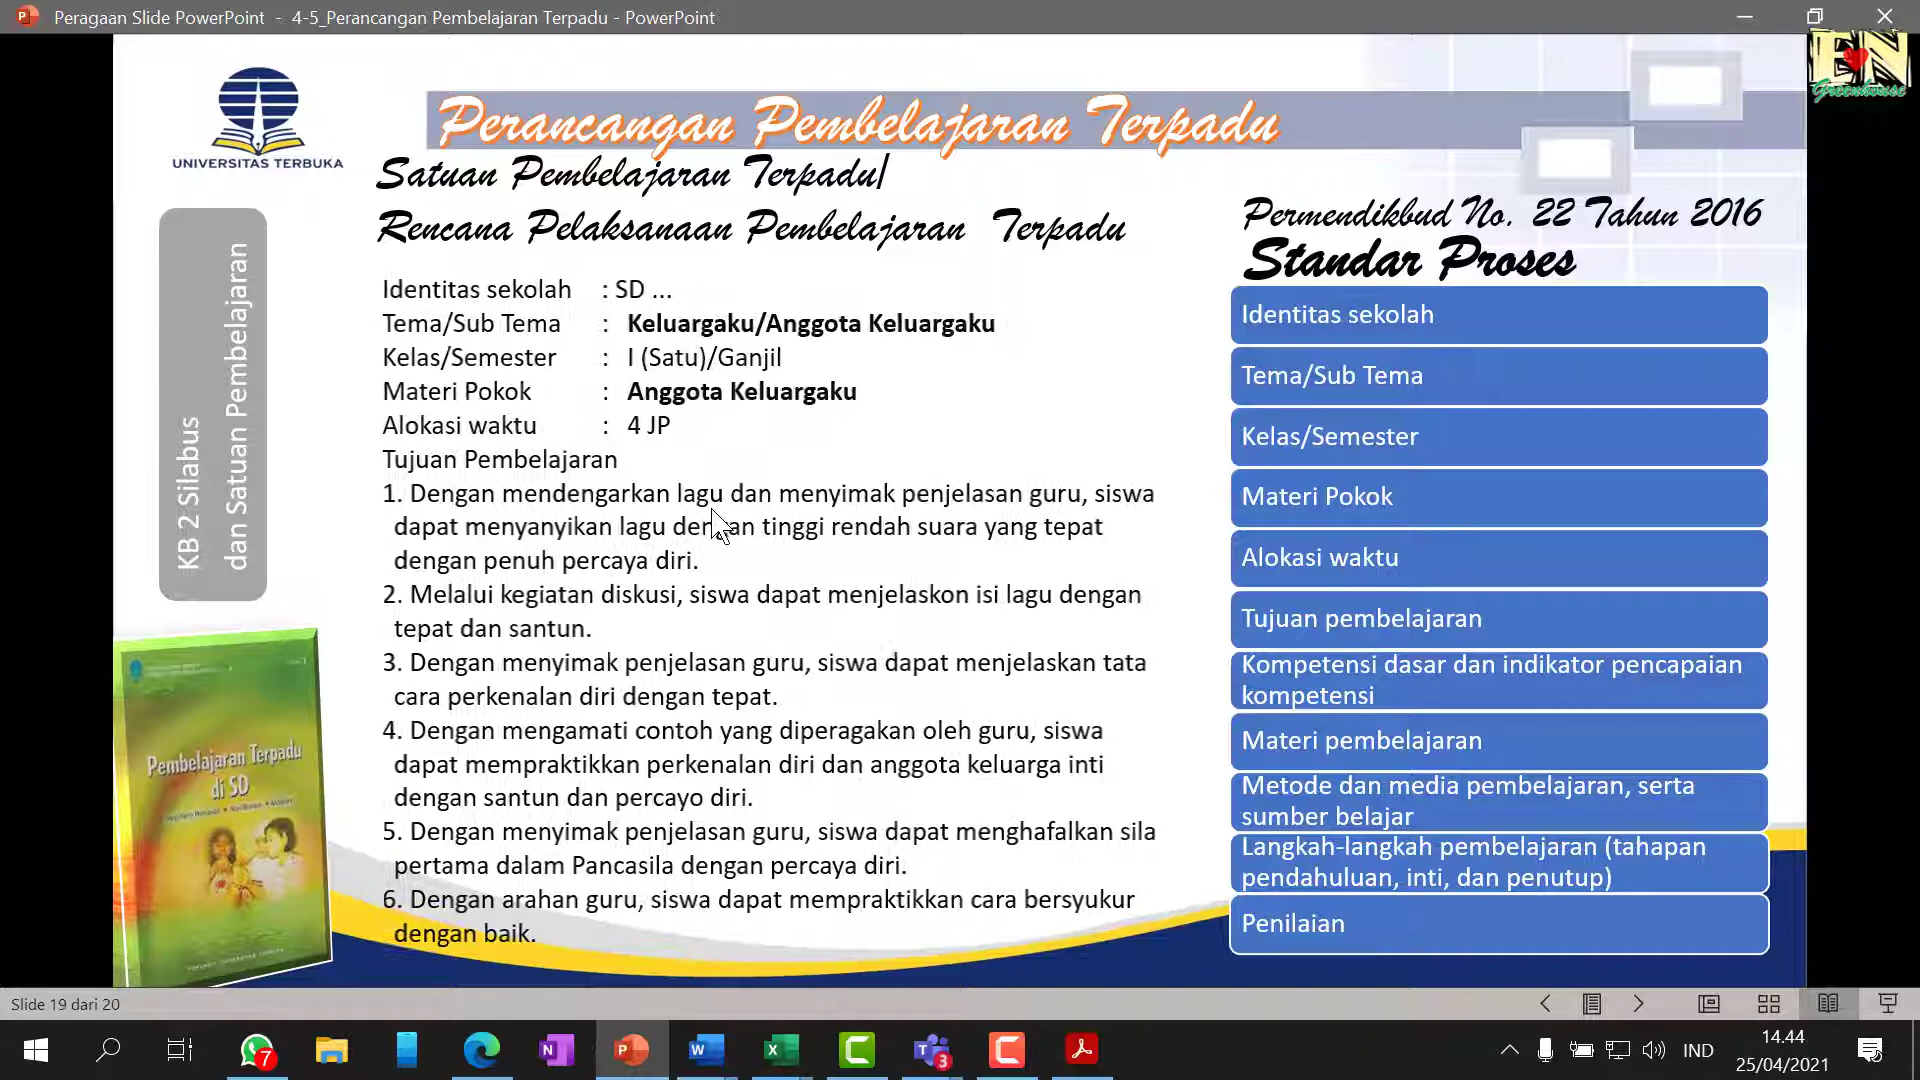 Peragaan Slide PowerPoint - 4-5_Perancangan Pembelajaran Terpadu - PowerPoint
EN
Greenhouse
UNIVERSITAS TERBUKA
Perancangan Pembelajaran Terpadu
Satuan Pembelajaran Terpadu/
Rencana Pelaksanaan Pembelajaran Terpadu
KB 2 Silabus
dan Satuan Pembelajaran
Identitas sekolah : SD ...
Tema/Sub Tema : Keluargaku/Anggota Keluargaku
Kelas/Semester : I (Satu)/Ganjil
Materi Pokok : Anggota Keluargaku
Alokasi waktu : 4 JP
Tujuan Pembelajaran
1. Dengan mendengarkan lagu dan menyimak penjelasan guru, siswa
dapat menyanyikan lagu dengan tinggi rendah suara yang tepat
dengan penuh percaya diri.
2. Melalui kegiatan diskusi, siswa dapat menjelaskon isi lagu dengan
tepat dan santun.
3. Dengan menyimak penjelasan guru, siswa dapat menjelaskan tata
cara perkenalan diri dengan tepat.
4. Dengan mengamati contoh yang diperagakan oleh guru, siswa
dapat mempraktikkan perkenalan diri dan anggota keluarga inti
dengan santun dan percayo diri.
5. Dengan menyimak penjelasan guru, siswa dapat menghafalkan sila
pertama dalam Pancasila dengan percaya diri.
6. Dengan arahan guru, siswa dapat mempraktikkan cara bersyukur
dengan baik.
Permendikbud No. 22 Tahun 2016
Standar Proses
Identitas sekolah
Tema/Sub Tema
Kelas/Semester
Materi Pokok
Alokasi waktu
Tujuan pembelajaran
Kompetensi dasar dan indikator pencapaian
kompetensi
Materi pembelajaran
Metode dan media pembelajaran, serta
sumber belajar
Langkah-langkah pembelajaran (tahapan
pendahuluan, inti, dan penutup)
Penilaian
Pembelajaran Terpadu
di SD
Slide 19 dari 20
7
3
IND
14.44
25/04/2021